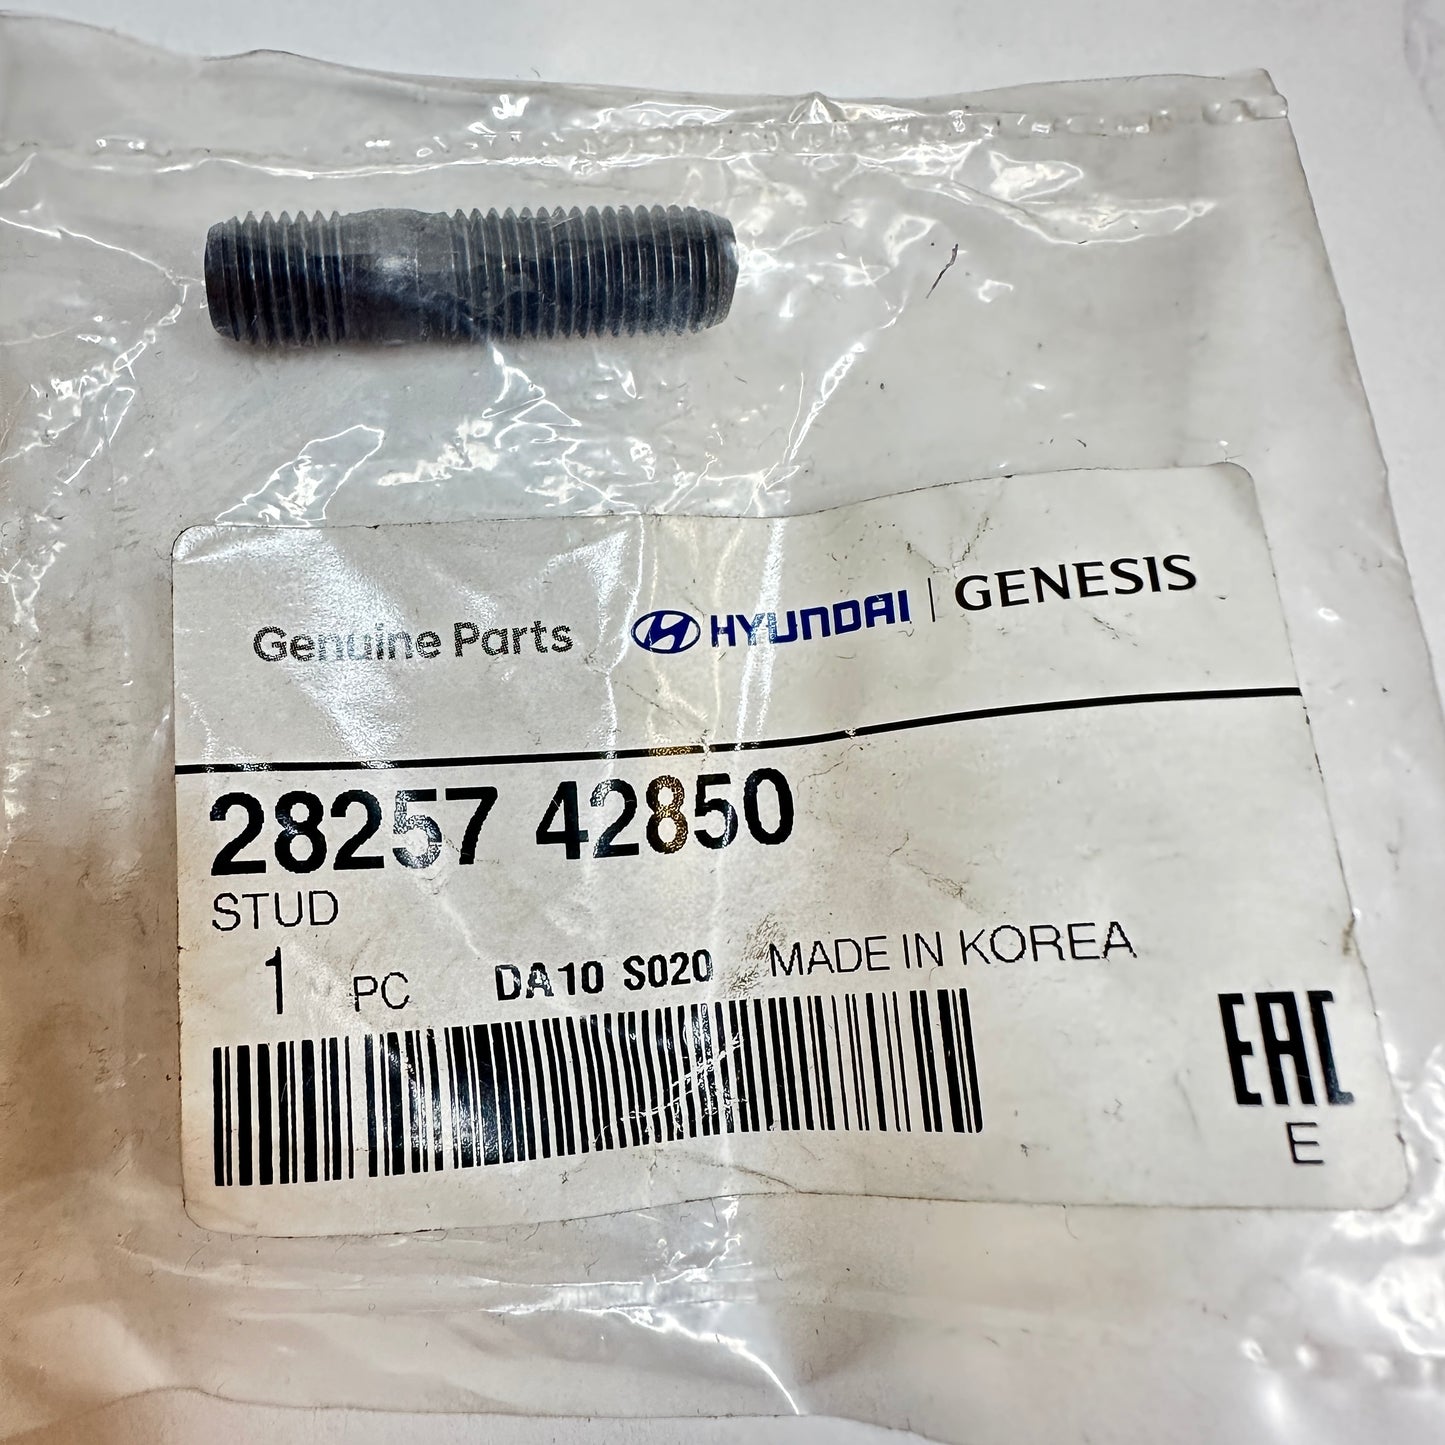 Genuine Parts HYUNDAI | GENESIS
28257 42850
STUD
1 PC DA10 S020 MADE IN KOREA
EAC
E